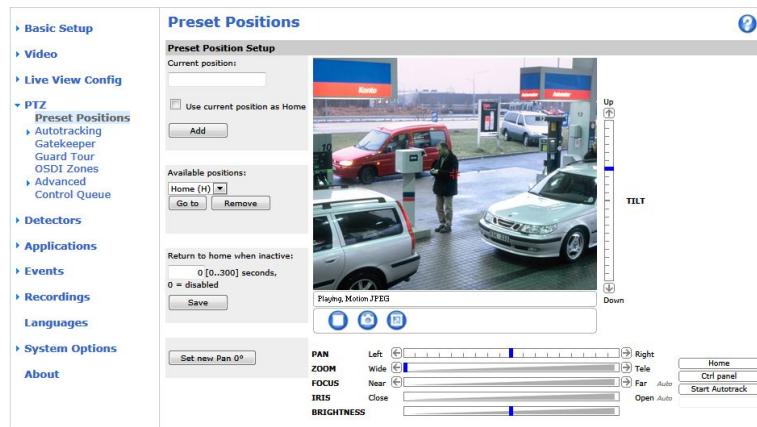 Basic Setup
Video
Live View Config
PTZ
Preset Positions
Autotracking
Gatekeeper
Guard Tour
OSDI Zones
Advanced
Control Queue
Detectors
Applications
Events
Recordings
Languages
System Options
About
Preset Positions
?
Preset Position Setup
Current position:
Use current position as Home
Add
Available positions:
Home (H)
Go to Remove
Return to home when inactive:
0 [0..300] seconds,
0 = disabled
Save
Set new Pan 0º
Konto
10
Playing, Motion JPEG
Up
TILT
Down
PAN Left Right
ZOOM Wide Tele
FOCUS Near Far Auto
IRIS Close Open Auto
BRIGHTNESS
Home
Ctrl panel
Start Autotrack